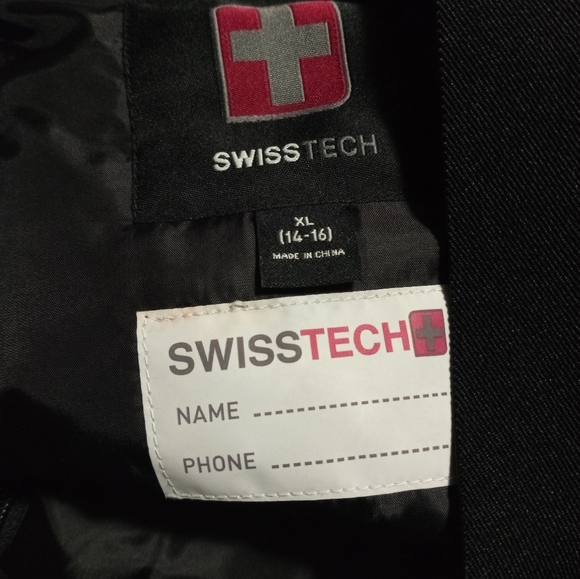 SWISSTECH
XL
(14-16)
MADE IN CHINA
SWISSTECH
NAME
PHONE